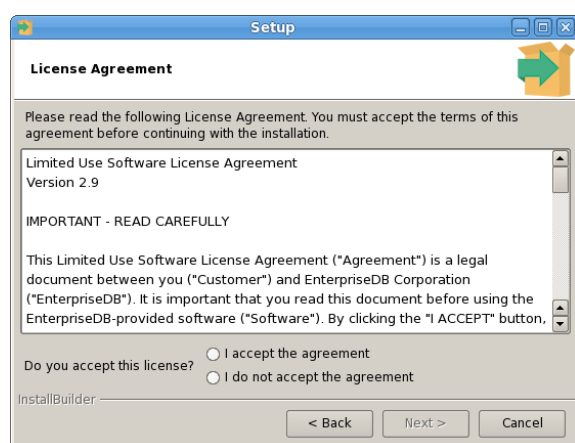 Setup
License Agreement
Please read the following License Agreement. You must accept the terms of this
agreement before continuing with the installation.
Limited Use Software License Agreement
Version 2.9
IMPORTANT - READ CAREFULLY
This Limited Use Software License Agreement ("Agreement") is a legal
document between you ("Customer") and EnterpriseDB Corporation
("EnterpriseDB"). It is important that you read this document before using the
EnterpriseDB-provided software ("Software"). By clicking the "I ACCEPT" button,
Do you accept this license?
I accept the agreement
I do not accept the agreement
InstallBuilder
< Back
Next >
Cancel